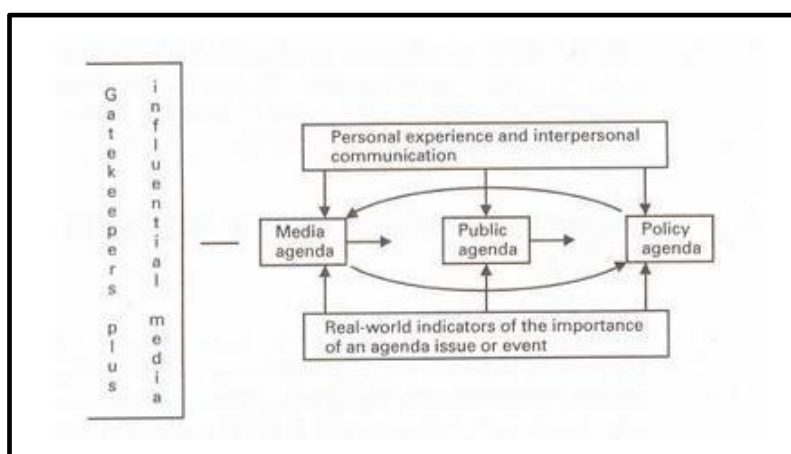 Gatekeepers plus
influential media
Personal experience and interpersonal
communication
Media
agenda
Public
agenda
Policy
agenda
Real-world indicators of the importance
of an agenda issue or event